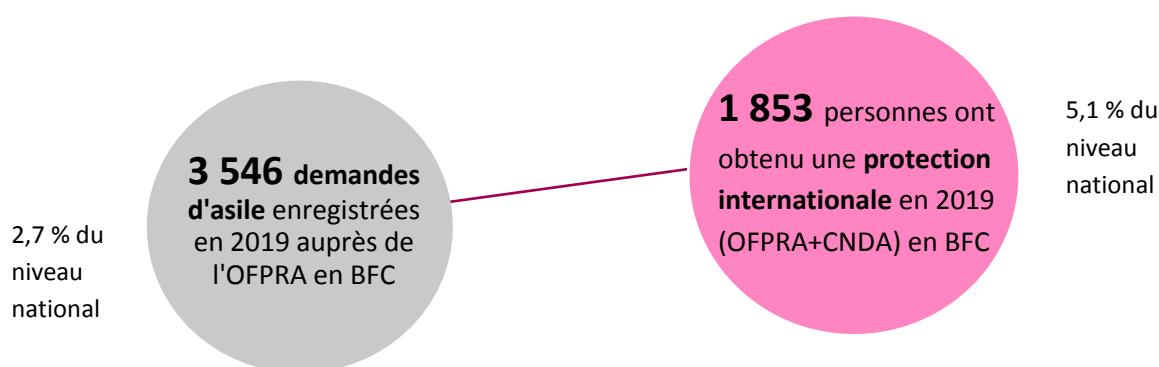 3 546 demandes
d'asile enregistrées
en 2019 auprès de
l'OFPRA en BFC
2,7 % du
niveau
national
1 853 personnes ont
obtenu une protection
internationale en 2019
(OFPRA+CNDA) en BFC
5,1 % du
niveau
national